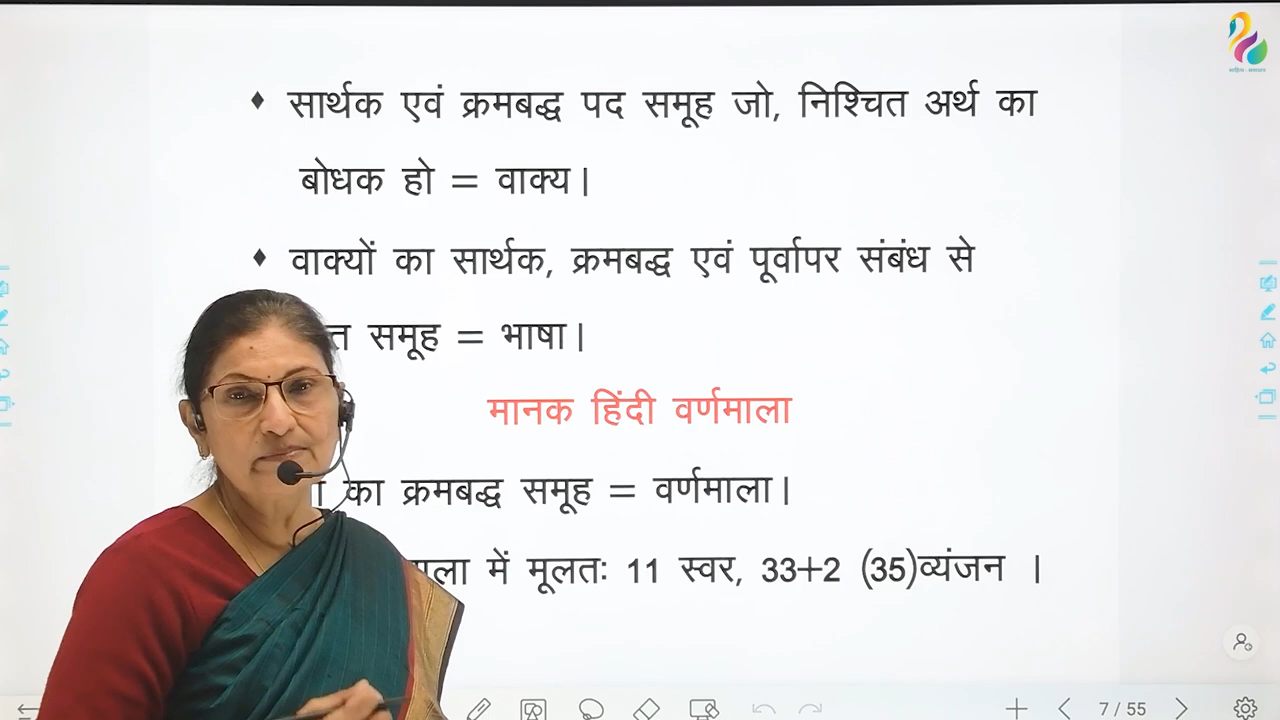 साहित्य : समाधान
♦ सार्थक एवं क्रमबद्ध पद समूह जो, निश्चित अर्थ का
बोधक हो = वाक्य।
♦ वाक्यों का सार्थक, क्रमबद्ध एवं पूर्वापर संबंध से
समूह = भाषा।
मानक हिंदी वर्णमाला
का क्रमबद्ध समूह = वर्णमाला।
में मूलतः 11 स्वर, 33+2 (35)व्यंजन ।
7 / 55